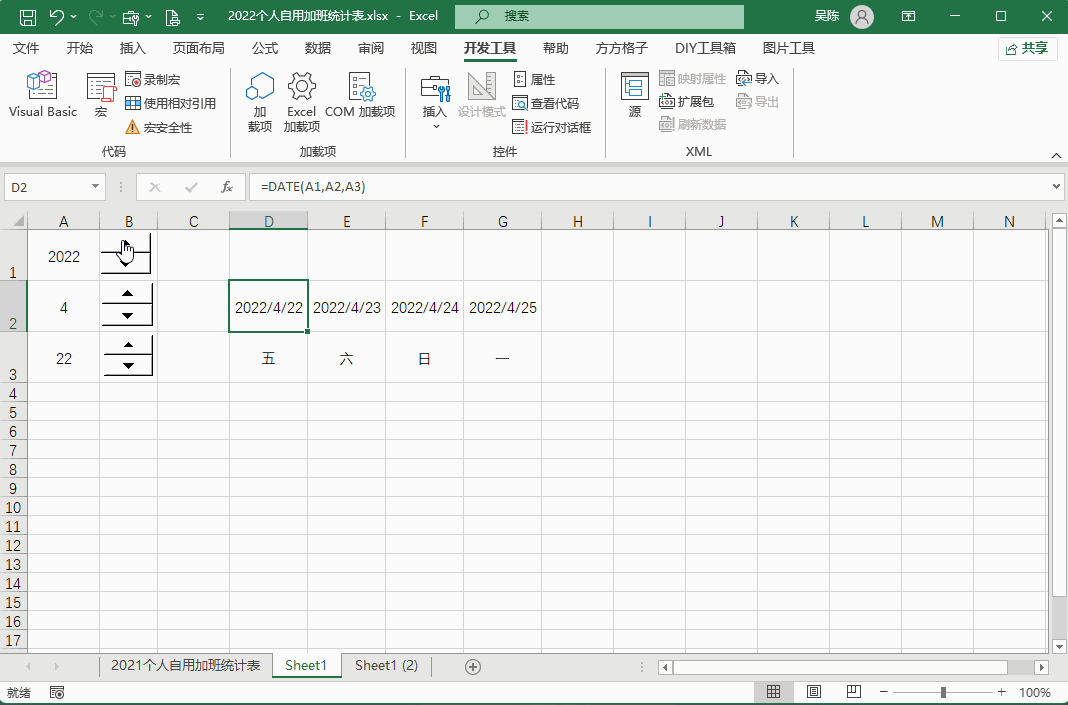 2022个人自用加班统计表.xlsx - Excel
搜索
吴陈
文件 开始 插入 页面布局 公式 数据 审阅 视图 开发工具 帮助 方方格子 DIY工具箱 图片工具
共享
Visual Basic
宏
录制宏
使用相对引用
宏安全性
代码
加
载项
Excel
加载项
COM 加载项
加载项
插入
设计模式
属性
查看代码
运行对话框
控件
源
映射属性
扩展包
刷新数据
导入
导出
XML
D2
fx
=DATE(A1,A2,A3)
A B C D E F G H I J K L M N
1 2022
2 4 2022/4/22 2022/4/23 2022/4/24 2022/4/25
3 22 五 六 日 一
4
5
6
7
8
9
10
11
12
13
14
15
16
17
2021个人自用加班统计表 Sheet1 Sheet1 (2)
就绪
100%